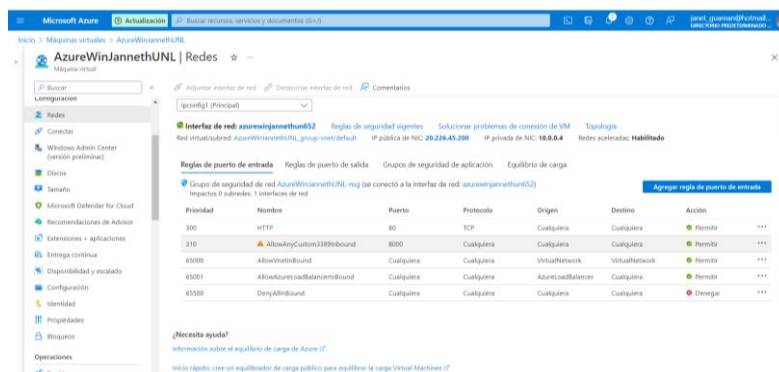 Microsoft Azure Actualización Buscar recursos, servicios y documentos (G+/) janet_guaman@hotmail...
DIRECTORIO PREDETERMINADO
Inicio > Máquinas virtuales > AzureWinJannethUNL
AzureWinJannethUNL | Redes
Máquina virtual
Buscar
Adjuntar interfaz de red Desasociar interfaz de red Comentarios
Configuración
Redes
Conectar
Windows Admin Center (versión preliminar)
Discos
Tamaño
Microsoft Defender for Cloud
Recomendaciones de Advisor
Extensiones + aplicaciones
Entrega continua
Disponibilidad y escalado
Configuración
Identidad
Propiedades
Bloqueos
Operaciones
ipconfig1 (Principal)
Interfaz de red: azurewinjannethun652 Reglas de seguridad vigentes Solucionar problemas de conexión de VM Topología
Red virtual/subred: AzureWinJannethUNL_group-vnet/default IP pública de NIC: 20.226.45.208 IP privada de NIC: 10.0.0.4 Redes aceleradas: Habilitado
Reglas de puerto de entrada Reglas de puerto de salida Grupos de seguridad de aplicación Equilibrio de carga
Grupo de seguridad de red AzureWinJannethUNL-nsg (se conectó a la interfaz de red: azurewinjannethun652)
Impactos 0 subredes, 1 interfaces de red
Agregar regla de puerto de entrada
Prioridad Nombre Puerto Protocolo Origen Destino Acción
300 HTTP 80 TCP Cualquiera Cualquiera Permitir
310 AllowAnyCustom3389Inbound 8000 Cualquiera Cualquiera Cualquiera Permitir
65000 AllowVnetInBound Cualquiera Cualquiera VirtualNetwork VirtualNetwork Permitir
65001 AllowAzureLoadBalancerInBound Cualquiera Cualquiera AzureLoadBalancer Cualquiera Permitir
65500 DenyAllInBound Cualquiera Cualquiera Cualquiera Cualquiera Denegar
¿Necesita ayuda?
Información sobre el equilibrio de carga de Azure
Inicio rápido: cree un equilibrador de carga público para equilibrar la carga Virtual Machines